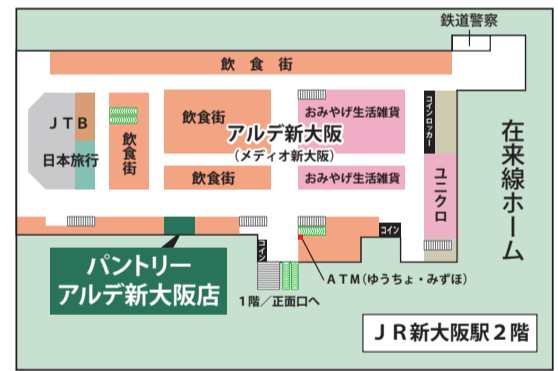 鉄道警察
飲食街
JTB
日本旅行
飲食街
飲食街
おみやげ生活雑貨
コインロッカー
アルデ新大阪
(メディオ新大阪)
飲食街
おみやげ生活雑貨
ユニクロ
在来線ホーム
コイン
コイン
パントリー
アルデ新大阪店
ATM(ゆうちょ・みずほ)
1階/正面口へ
JR新大阪駅2階